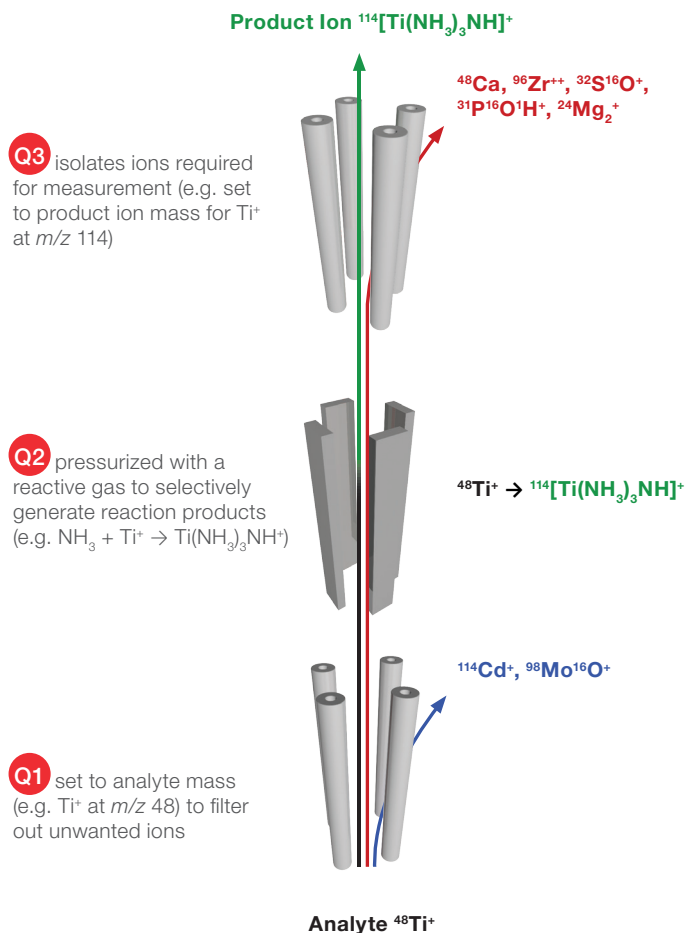 Product Ion ¹¹⁴[Ti(NH₃)₃NH]⁺
⁴⁸Ca, ⁹⁶Zr⁺⁺, ³²S¹⁶O⁺,
³¹P¹⁶O¹H⁺, ²⁴Mg₂⁺
Q3 isolates ions required
for measurement (e.g. set
to product ion mass for Ti⁺
at m/z 114)
Q2 pressurized with a
reactive gas to selectively
generate reaction products
(e.g. NH₃ + Ti⁺ → Ti(NH₃)₃NH⁺)
⁴⁸Ti⁺ → ¹¹⁴[Ti(NH₃)₃NH]⁺
¹¹⁴Cd⁺, ⁹⁸Mo¹⁶O⁺
Q1 set to analyte mass
(e.g. Ti⁺ at m/z 48) to filter
out unwanted ions
Analyte ⁴⁸Ti⁺